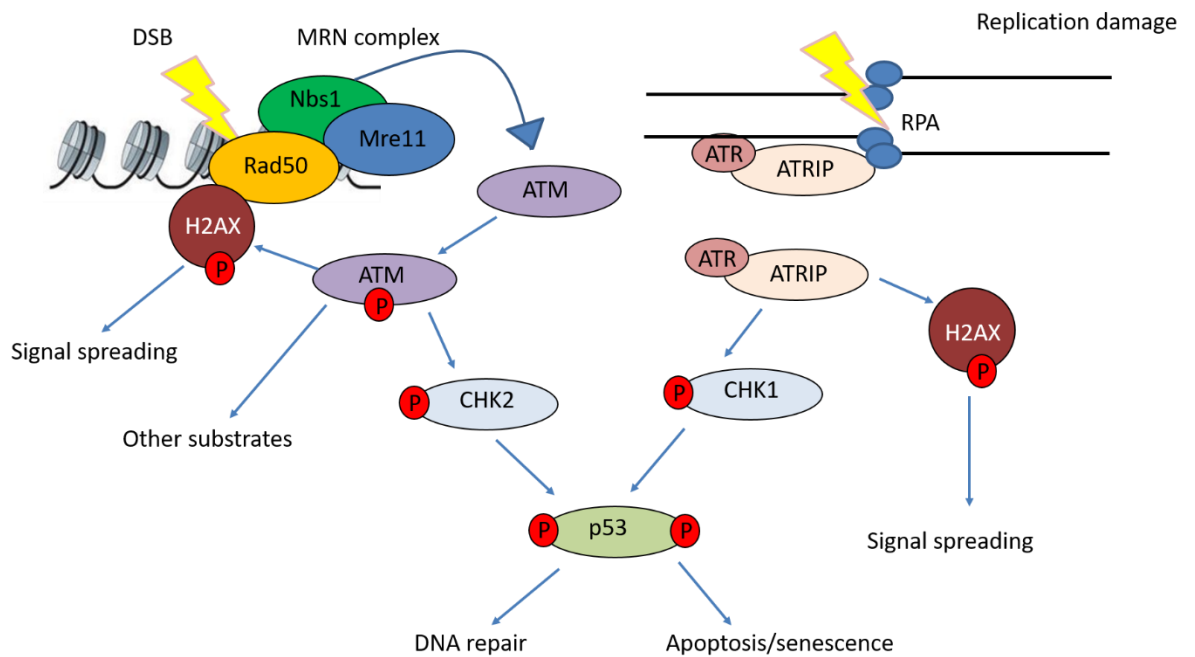 DSB
MRN complex
Replication damage
Nbs1
Mre11
Rad50
RPA
ATR
ATRIP
ATM
H2AX
P
ATM
P
ATR
ATRIP
H2AX
P
Signal spreading
CHK2
P
CHK1
P
Other substrates
p53
P
P
Signal spreading
DNA repair
Apoptosis/senescence